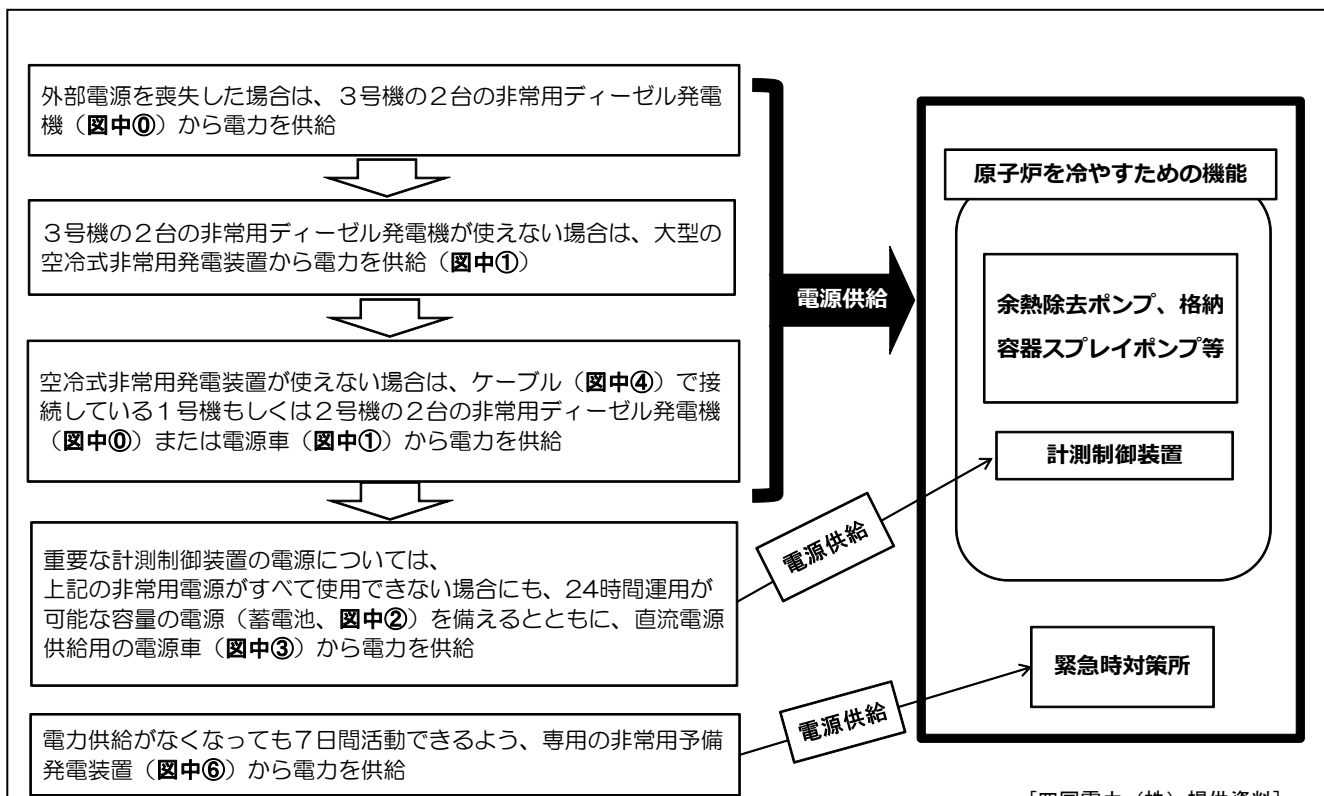 外部電源を喪失した場合は、３号機の２台の非常用ディーゼル発電
機（図中⓪）から電力を供給
３号機の２台の非常用ディーゼル発電機が使えない場合は、大型の
空冷式非常用発電装置から電力を供給（図中①）
空冷式非常用発電装置が使えない場合は、ケーブル（図中④）で接
続している１号機もしくは２号機の２台の非常用ディーゼル発電機
（図中⓪）または電源車（図中①）から電力を供給
重要な計測制御装置の電源については、
上記の非常用電源がすべて使用できない場合にも、24時間運用が
可能な容量の電源（蓄電池、図中②）を備えるとともに、直流電源
供給用の電源車（図中③）から電力を供給
電力供給がなくなっても７日間活動できるよう、専用の非常用予備
発電装置（図中⑥）から電力を供給
電源供給
電源供給
電源供給
原子炉を冷やすための機能
余熱除去ポンプ、格納
容器スプレイポンプ等
計測制御装置
緊急時対策所
[四国電力（株）提供資料]